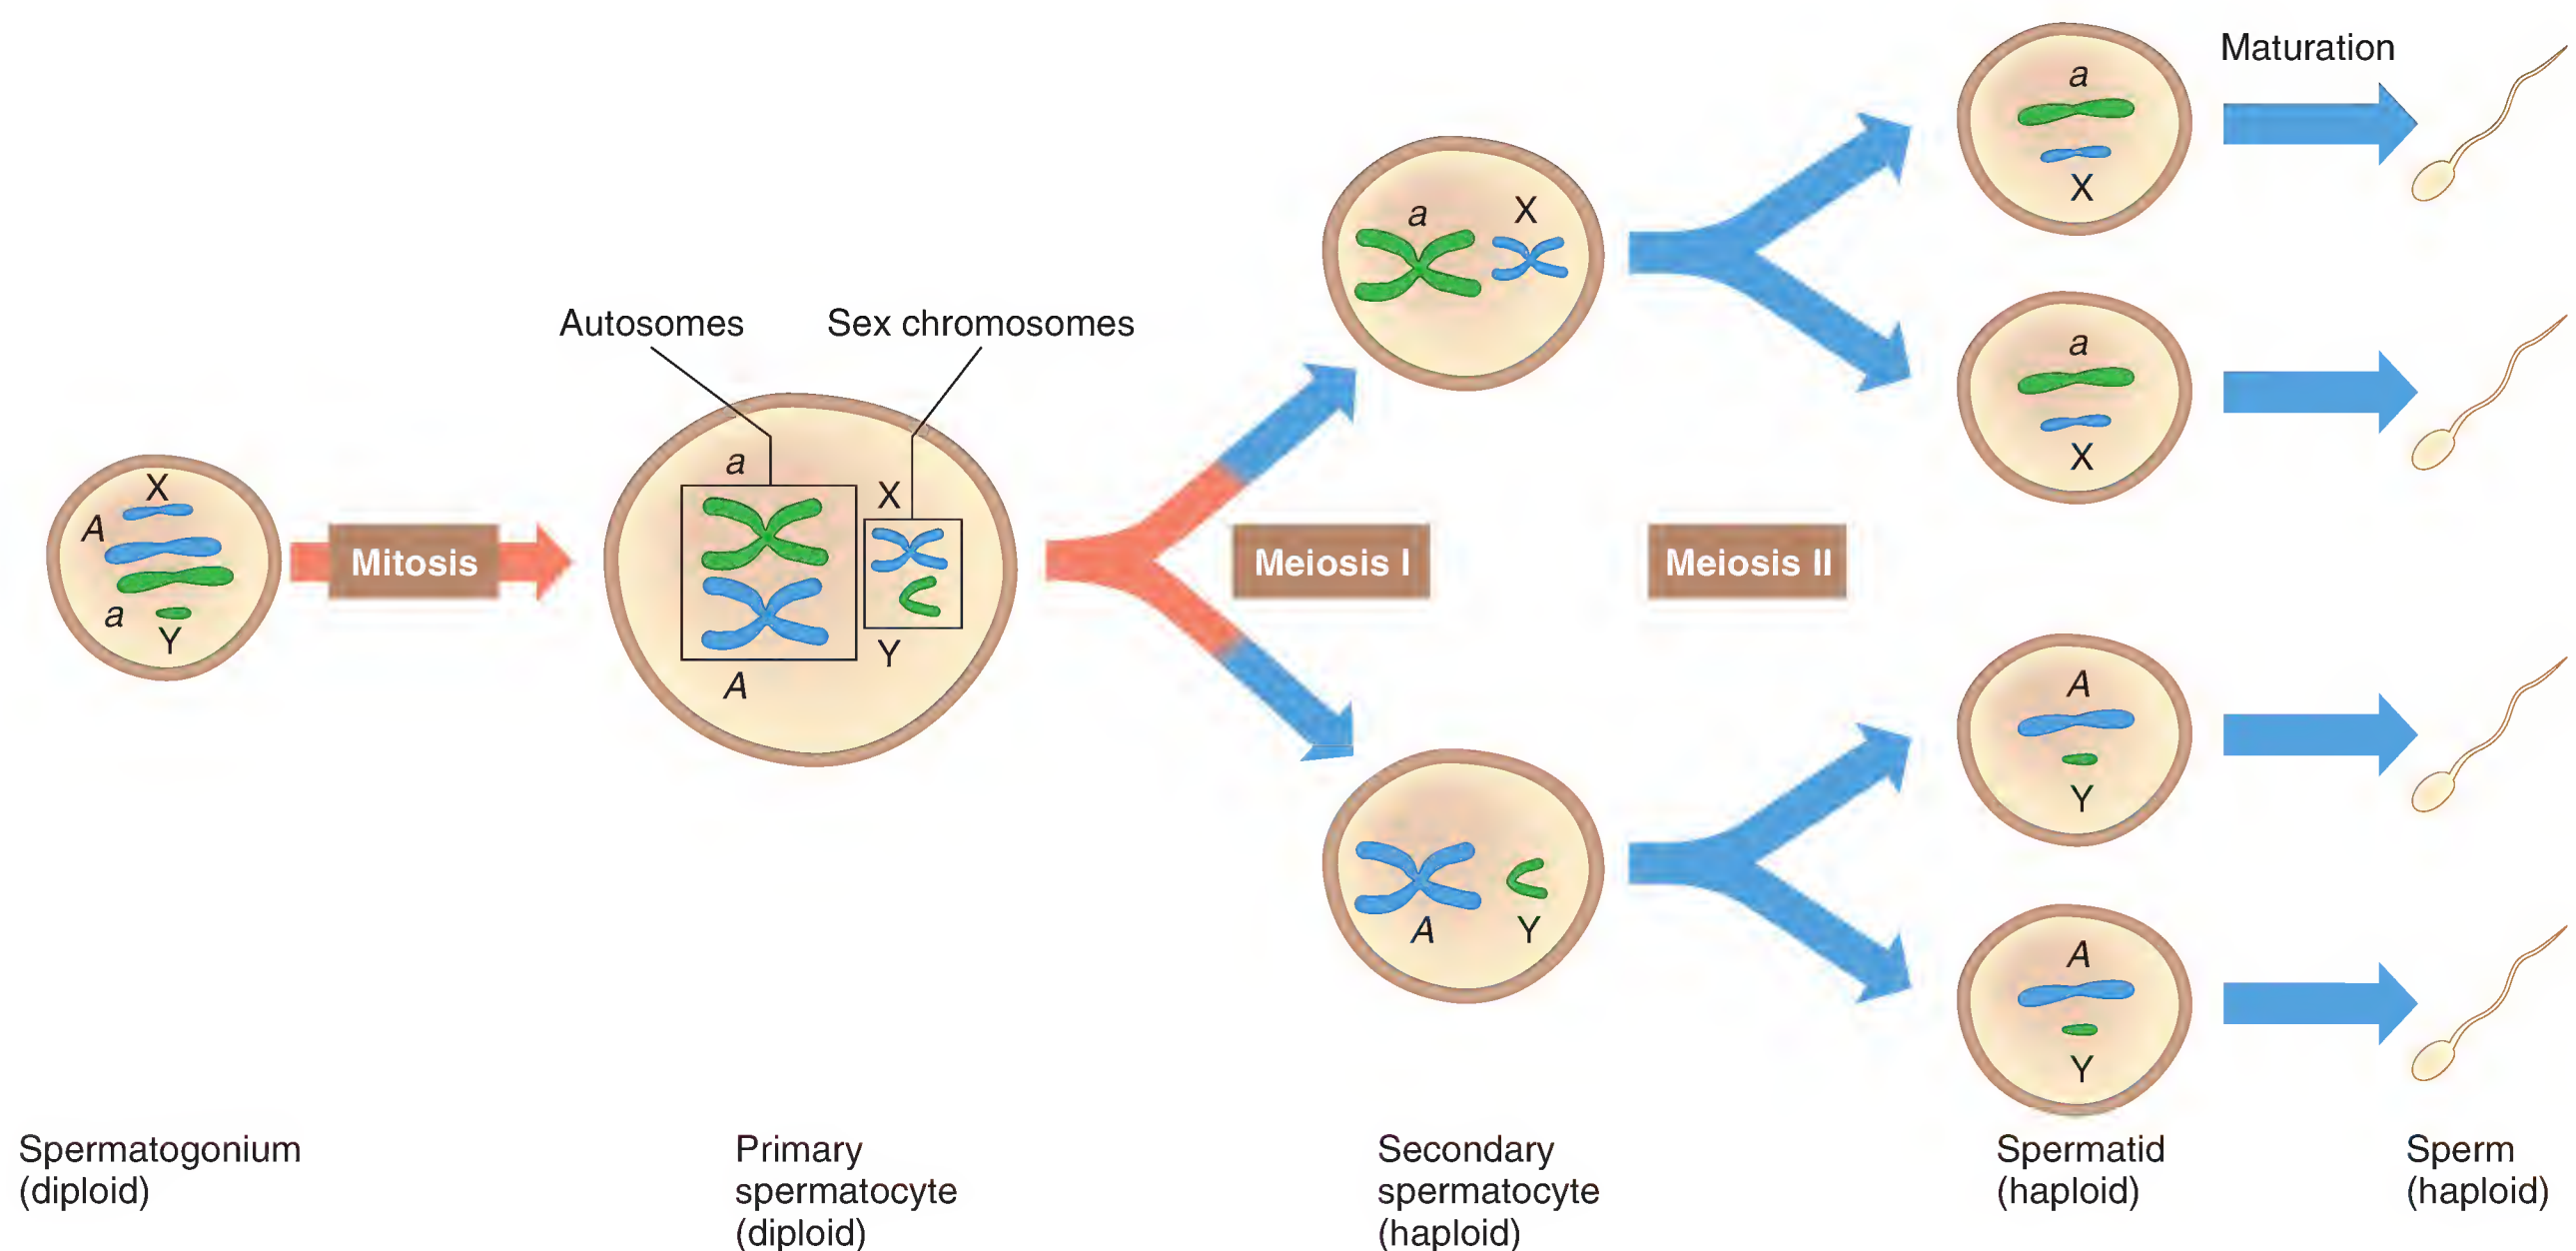 Maturation
a
X
a
X
a
X
Autosomes
Sex chromosomes
a
X
Y
A
X
A
a
Y
Mitosis
Meiosis I
Meiosis II
A
Y
A
Y
A
Y
Spermatogonium
(diploid)
Primary
spermatocyte
(diploid)
Secondary
spermatocyte
(haploid)
Spermatid
(haploid)
Sperm
(haploid)